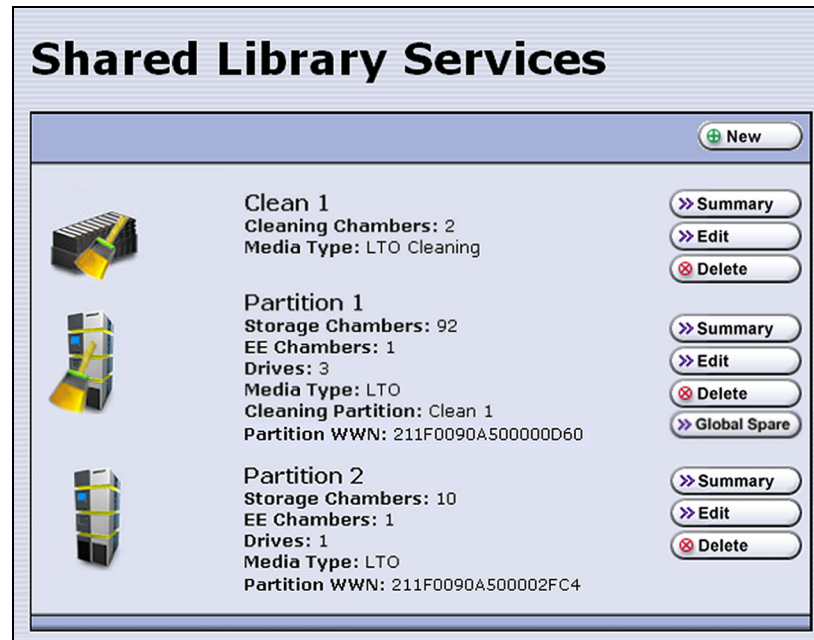 Shared Library Services
New
Clean 1
Cleaning Chambers: 2
Media Type: LTO Cleaning
Summary
Edit
Delete
Partition 1
Storage Chambers: 92
EE Chambers: 1
Drives: 3
Media Type: LTO
Cleaning Partition: Clean 1
Partition WWN: 211F0090A500000D60
Summary
Edit
Delete
Global Spare
Partition 2
Storage Chambers: 10
EE Chambers: 1
Drives: 1
Media Type: LTO
Partition WWN: 211F0090A500002FC4
Summary
Edit
Delete